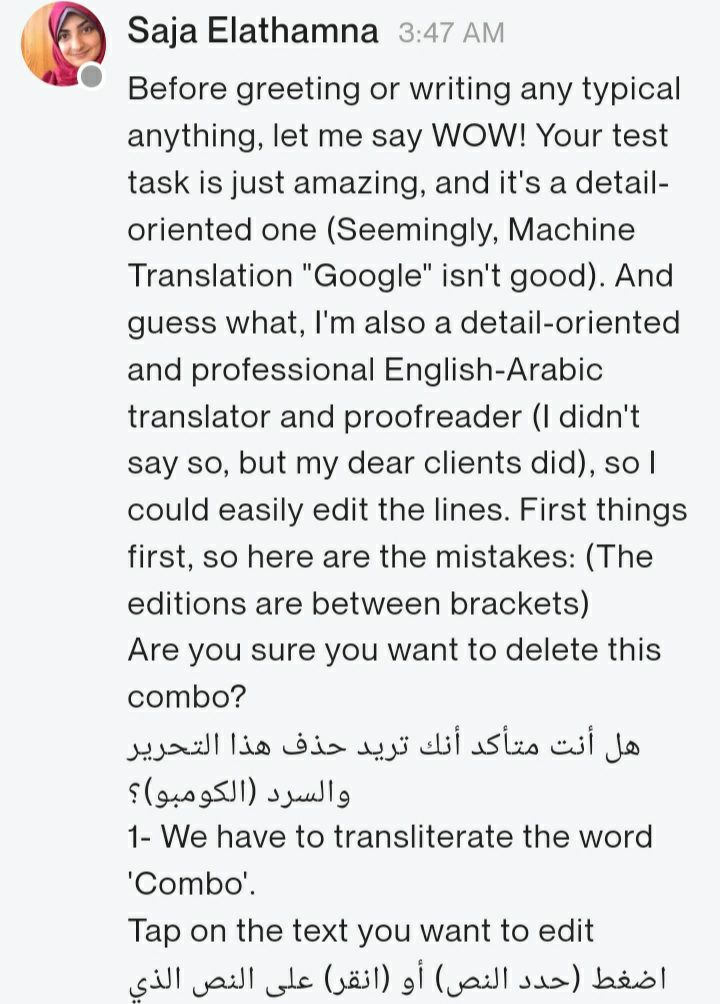 Saja Elathamna 3:47 AM
Before greeting or writing any typical
anything, let me say WOW! Your test
task is just amazing, and it's a detail-
oriented one (Seemingly, Machine
Translation "Google" isn't good). And
guess what, I'm also a detail-oriented
and professional English-Arabic
translator and proofreader (I didn't
say so, but my dear clients did), so I
could easily edit the lines. First things
first, so here are the mistakes: (The
editions are between brackets)
Are you sure you want to delete this
combo?
هل أنت متأكد أنك تريد حذف هذا التحرير
والسرد (الكومبو)؟
1- We have to transliterate the word
'Combo'.
Tap on the text you want to edit
اضغط (حدد النص) أو (انقر) على النص الذي